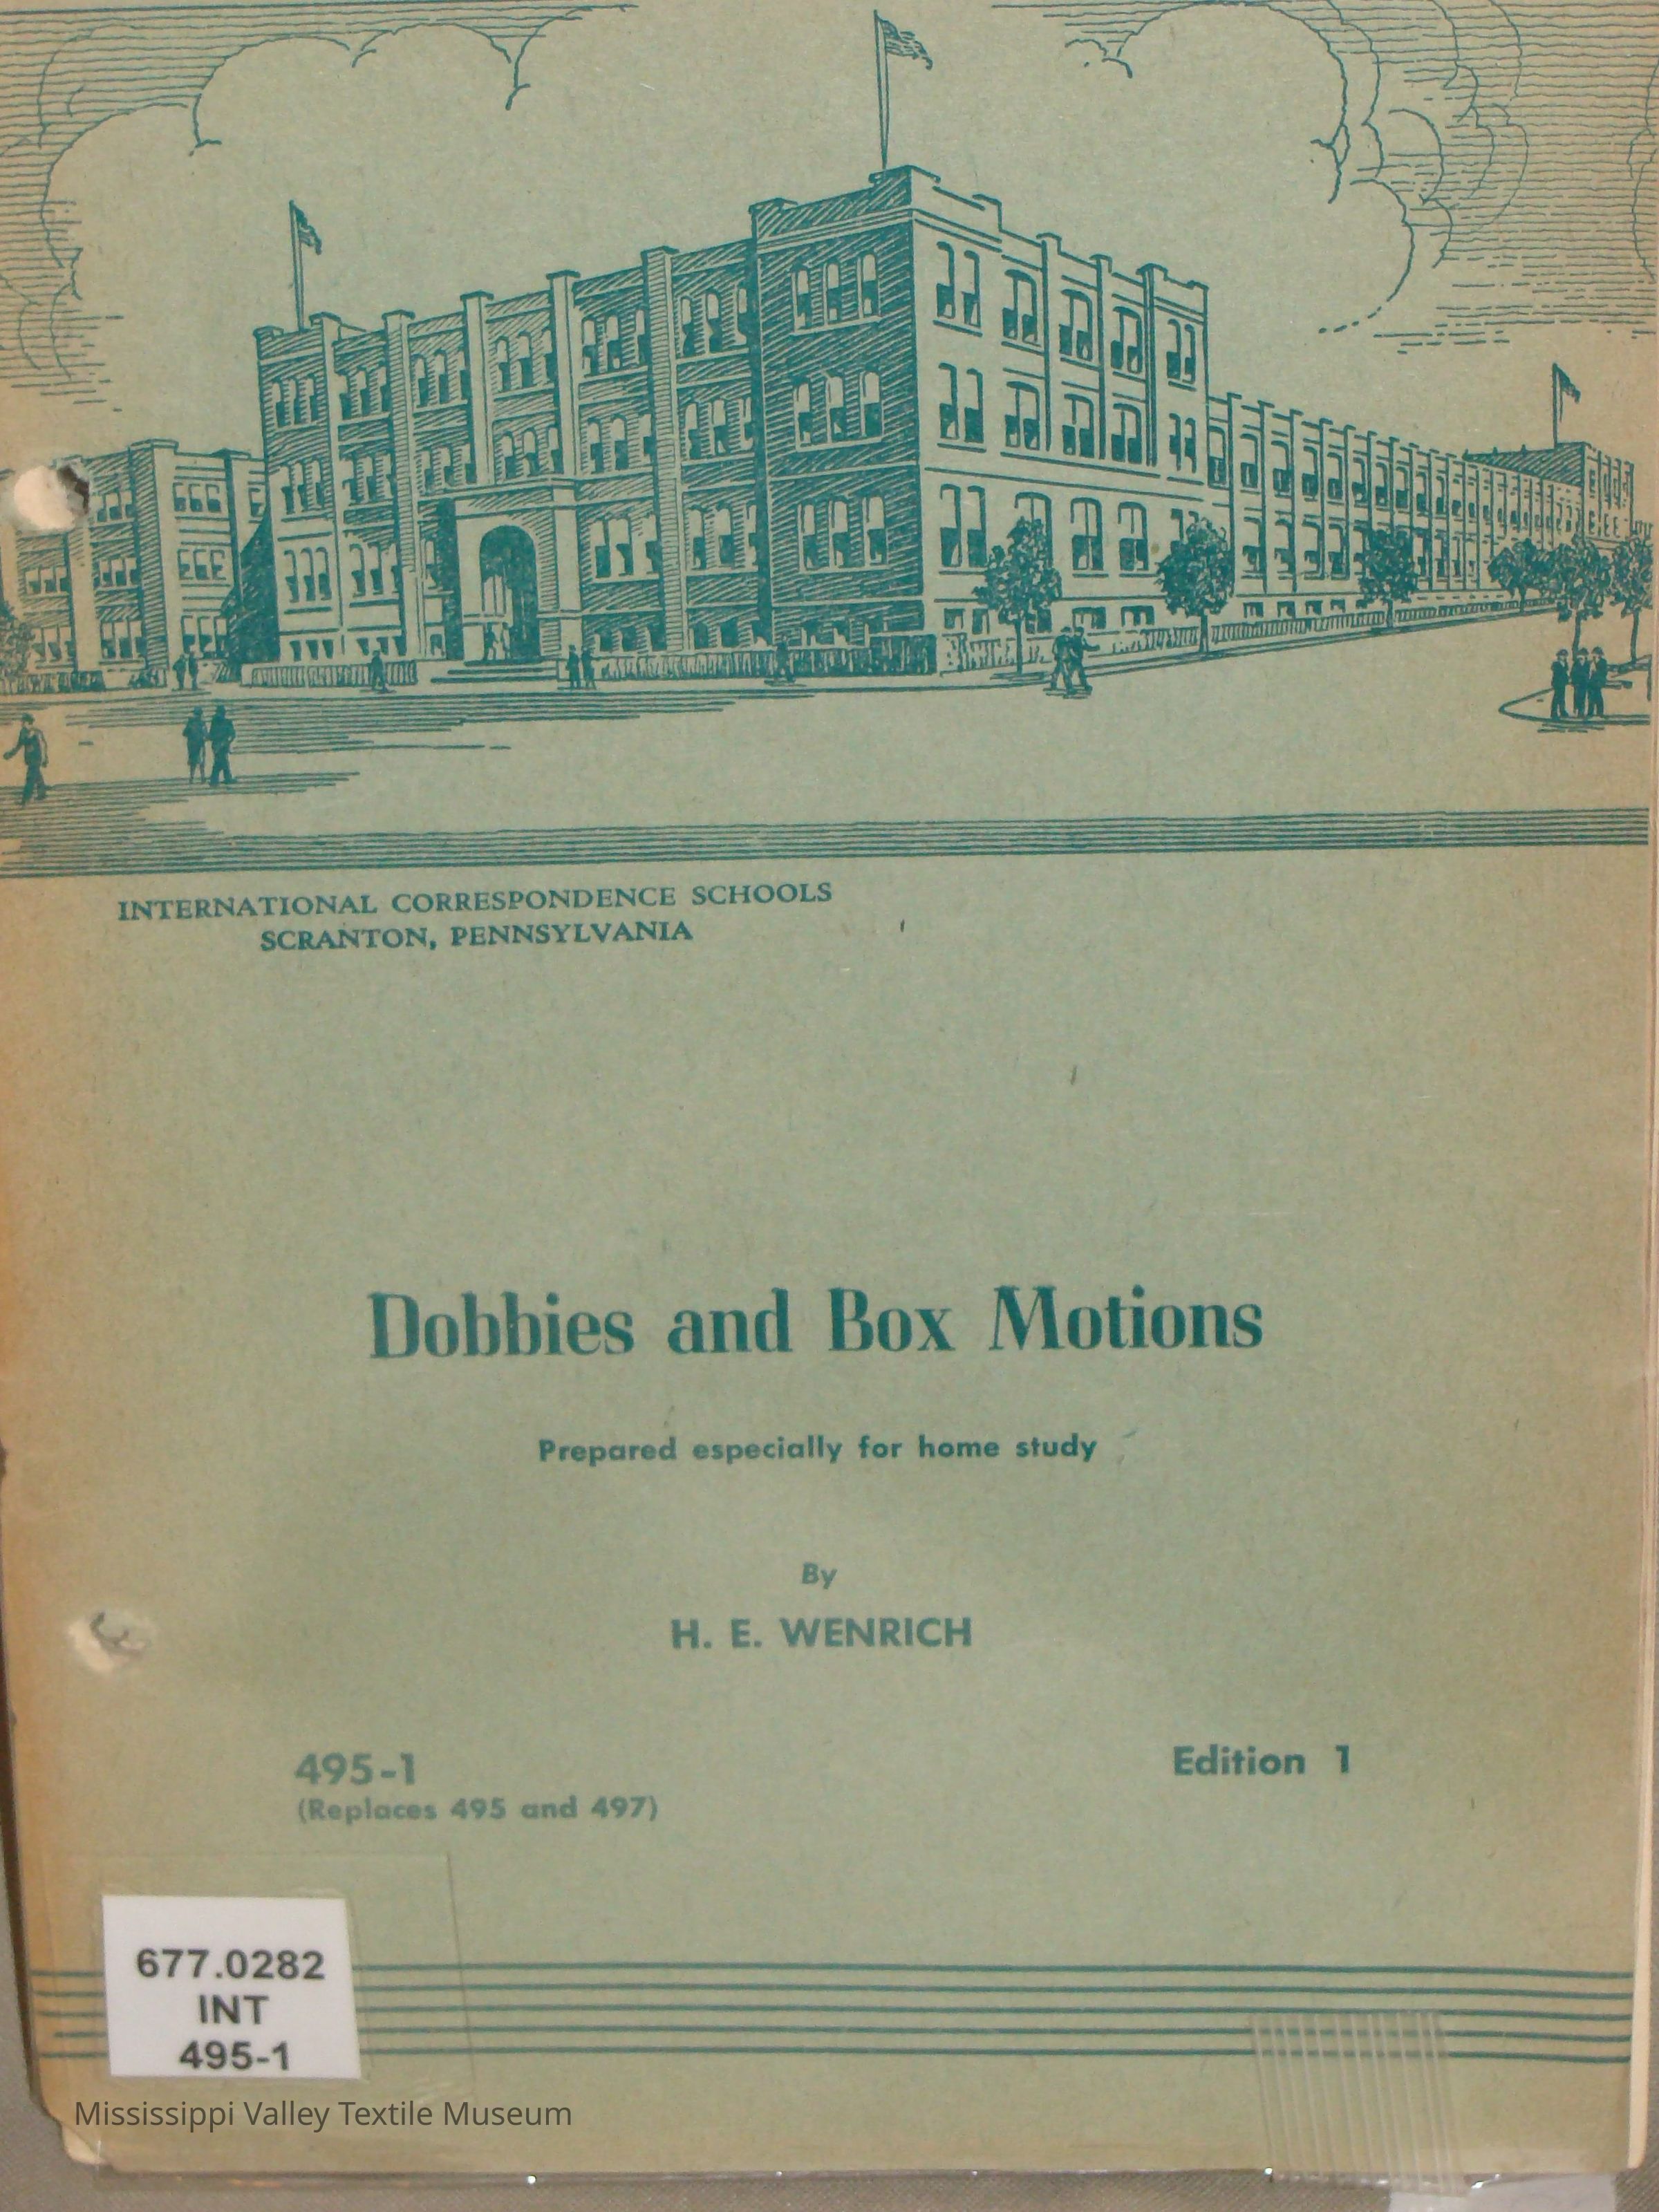 INTERNATIONAL CORRESPONDENCE SCHOOLS
SCRANTON, PENNSYLVANIA
Dobbies and Box Motions
Prepared especially for home study
By
H. E. WENRICH
495-1
(Replaces 495 and 497)
Edition 1
677.0282
INT
495-1
Mississippi Valley Textile Museum